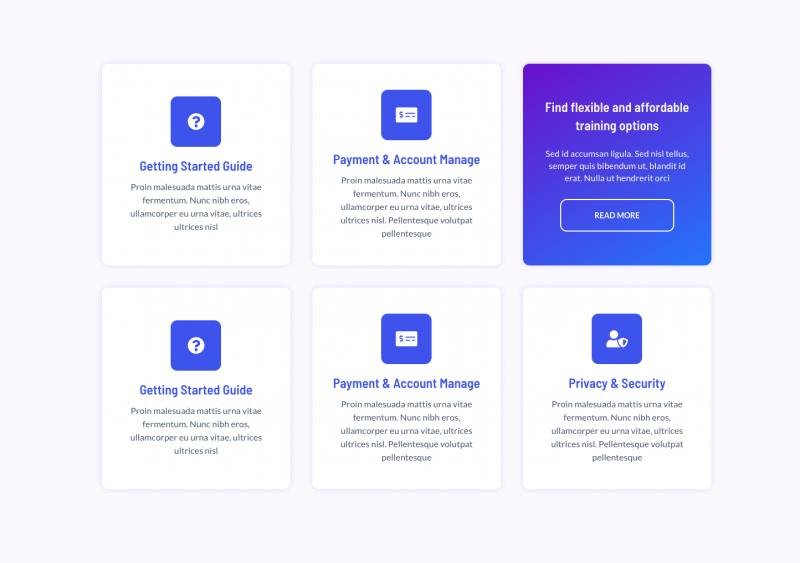 Getting Started Guide
Proin malesuada mattis urna vitae
fermentum. Nunc nibh eros,
ullamcorper eu urna vitae, ultrices
ultrices nisl
Payment & Account Manage
Proin malesuada mattis urna vitae
fermentum. Nunc nibh eros,
ullamcorper eu urna vitae, ultrices
ultrices nisl. Pellentesque volutpat
pellentesque
Find flexible and affordable
training options
Sed id accumsan ligula. Sed nisl tellus,
semper quis bibendum ut, blandit id
erat. Nulla ut hendrerit orci
READ MORE
Getting Started Guide
Proin malesuada mattis urna vitae
fermentum. Nunc nibh eros,
ullamcorper eu urna vitae, ultrices
ultrices nisl
Payment & Account Manage
Proin malesuada mattis urna vitae
fermentum. Nunc nibh eros,
ullamcorper eu urna vitae, ultrices
ultrices nisl. Pellentesque volutpat
pellentesque
Privacy & Security
Proin malesuada mattis urna vitae
fermentum. Nunc nibh eros,
ullamcorper eu urna vitae, ultrices
ultrices nisl. Pellentesque volutpat
pellentesque